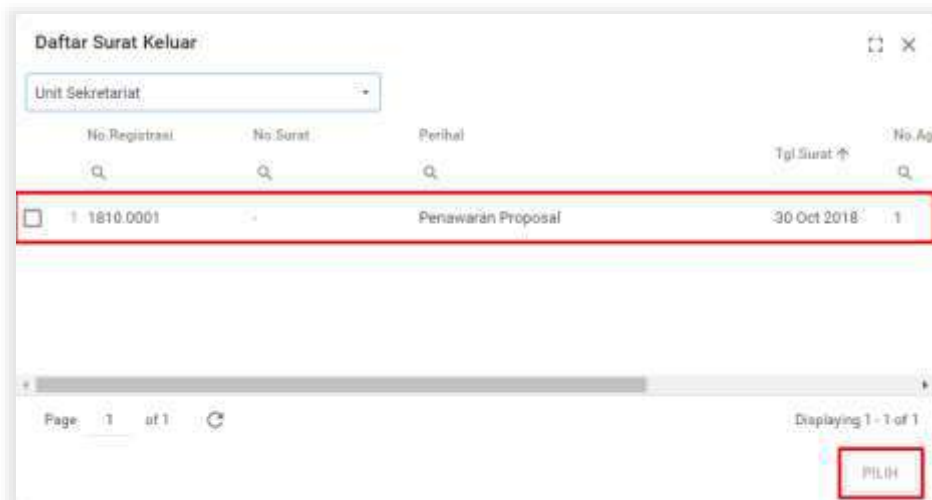 Daftar Surat Keluar
Unit Sekretariat
No.Registrasi No.Surat Perihal Tgl Surat No.Ag
1 1810.0001 - Penawaran Proposal 30 Oct 2018 1
Page 1 of 1 Displaying 1 - 1 of 1
PILIH